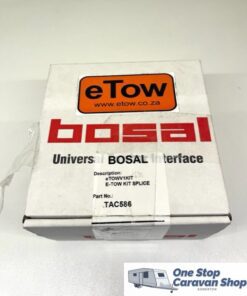 eTow
www.etow.co.za
bosal
Universal BOSAL Interface
Description:
eTOWV1KIT
E-TOW KIT SPLICE
Part No.:
TAC586
One Stop
Caravan Shop